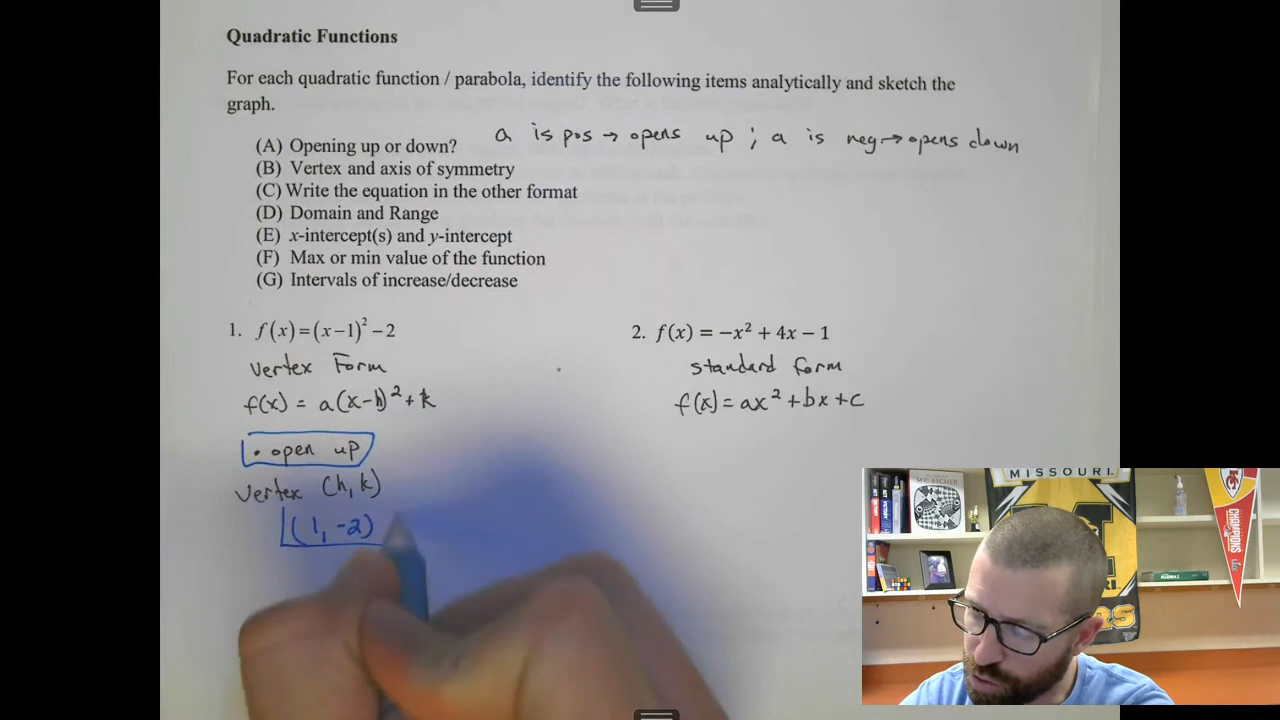 Quadratic Functions
For each quadratic function / parabola, identify the following items analytically and sketch the
graph.
(A) Opening up or down? a is pos → opens up ; a is neg → opens down
(B) Vertex and axis of symmetry
(C) Write the equation in the other format
(D) Domain and Range
(E) x-intercept(s) and y-intercept
(F) Max or min value of the function
(G) Intervals of increase/decrease
1. f(x)=(x−1)²−2
Vertex Form
f(x) = a(x-h)²+k
• open up
Vertex (h, k)
(1, -2)
2. f(x) = −x² + 4x − 1
standard form
f(x) = ax² + bx + c
MISSOURI
M.C. ESCHER
CHAMPIONS